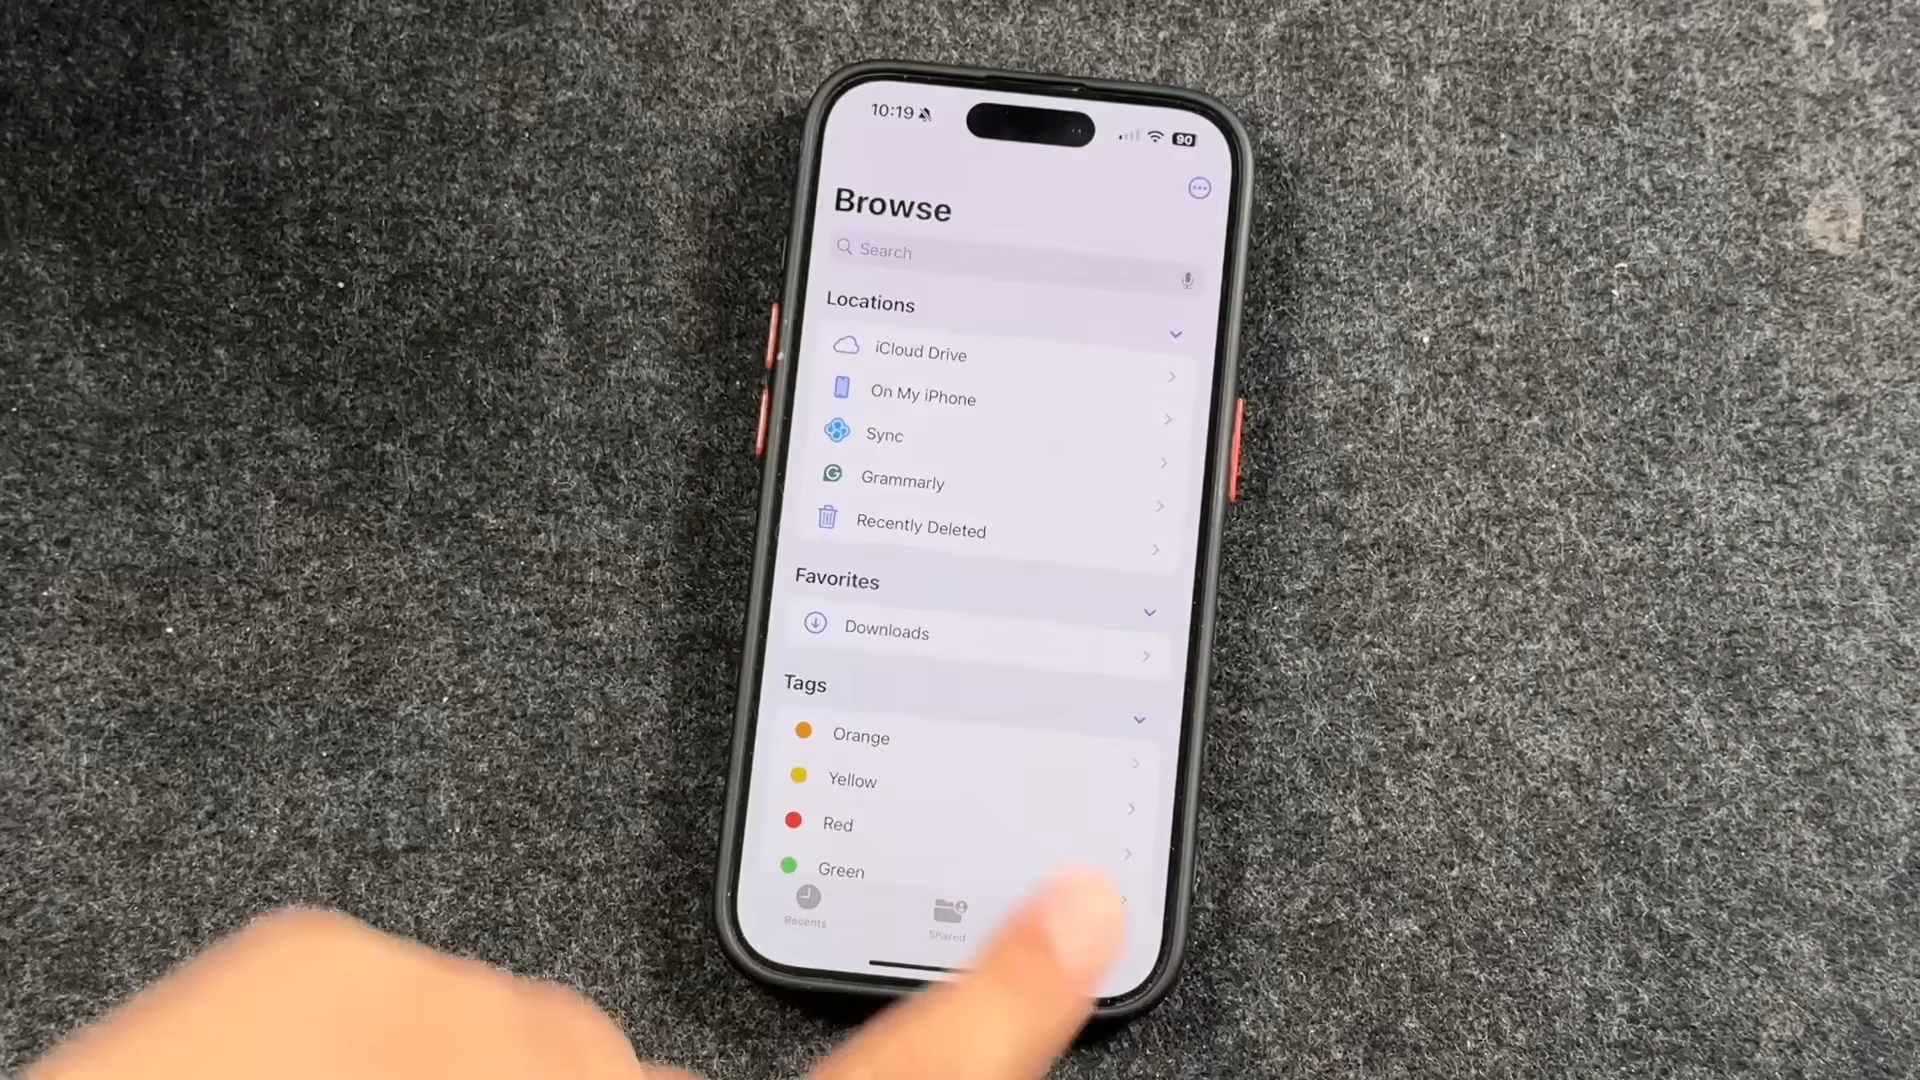 10:19
90
Browse
Search
Locations
iCloud Drive
On My iPhone
Sync
Grammarly
Recently Deleted
Favorites
Downloads
Tags
Orange
Yellow
Red
Green
Recents
Shared